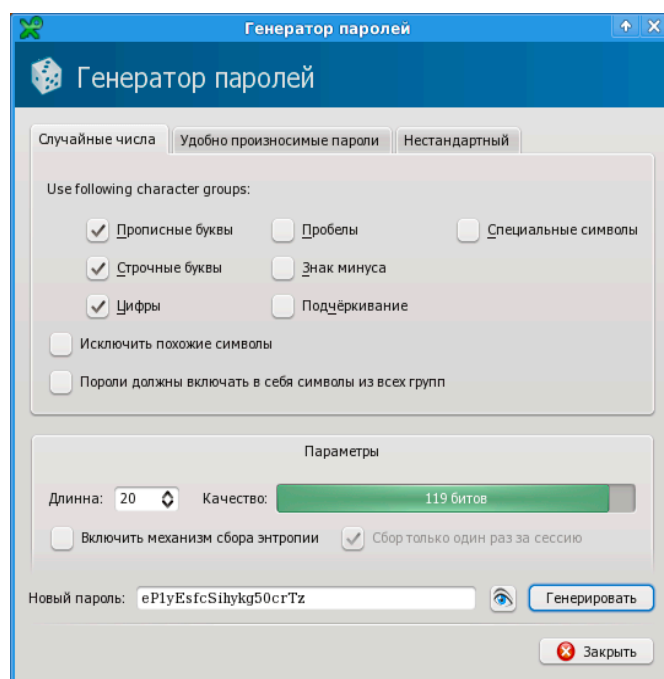 Генератор паролей
Генератор паролей
Случайные числа Удобно произносимые пароли Нестандартный
Use following character groups:
Прописные буквы Пробелы Специальные символы
Строчные буквы Знак минуса
Цифры Подчёркивание
Исключить похожие символы
Пороли должны включать в себя символы из всех групп
Параметры
Длинна: 20 Качество: 119 битов
Включить механизм сбора энтропии Сбор только один раз за сессию
Новый пароль: eP1yEsfcSihykg50crTz Генерировать
Закрыть